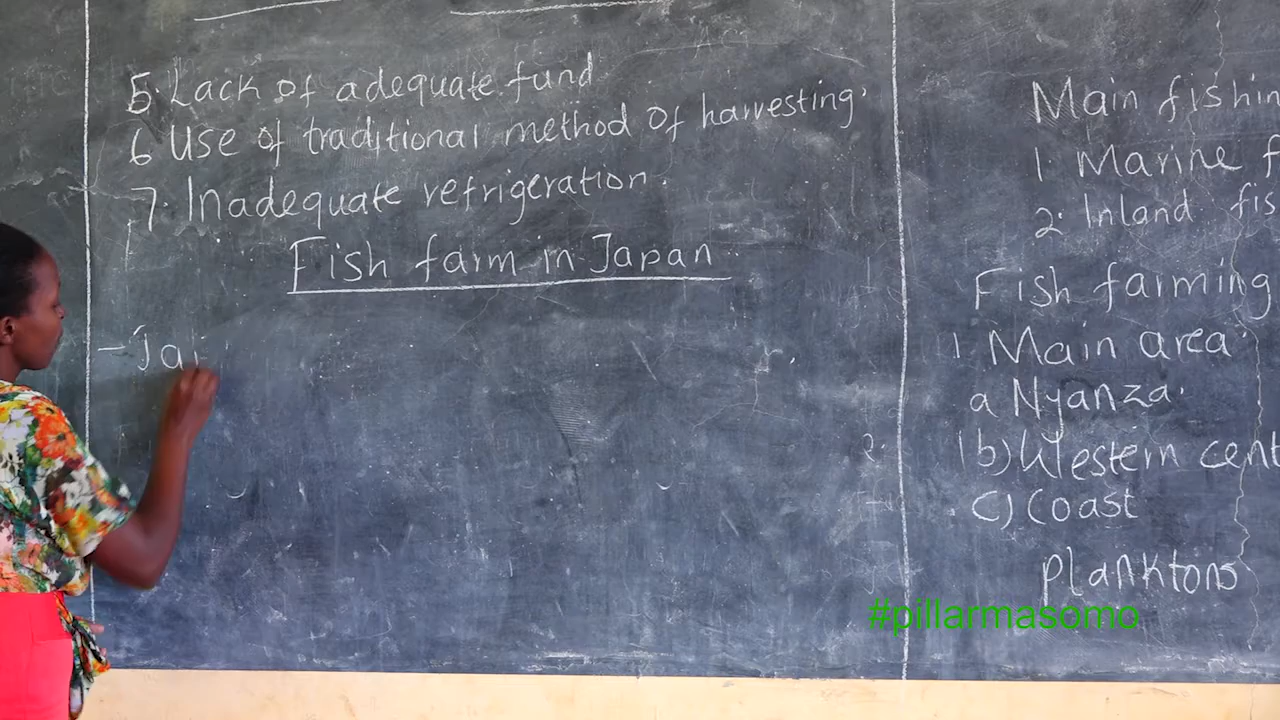 5. Lack of adequate fund
6 Use of traditional method of harvesting.
7. Inadequate refrigeration.
Fish farm in Japan
- Ja
Main fishin
1. Marine f
2. Inland fis
Fish farming
1 Main area
a Nyanza.
(b) Western cent
c) Coast
planktons
#pillarmasomo